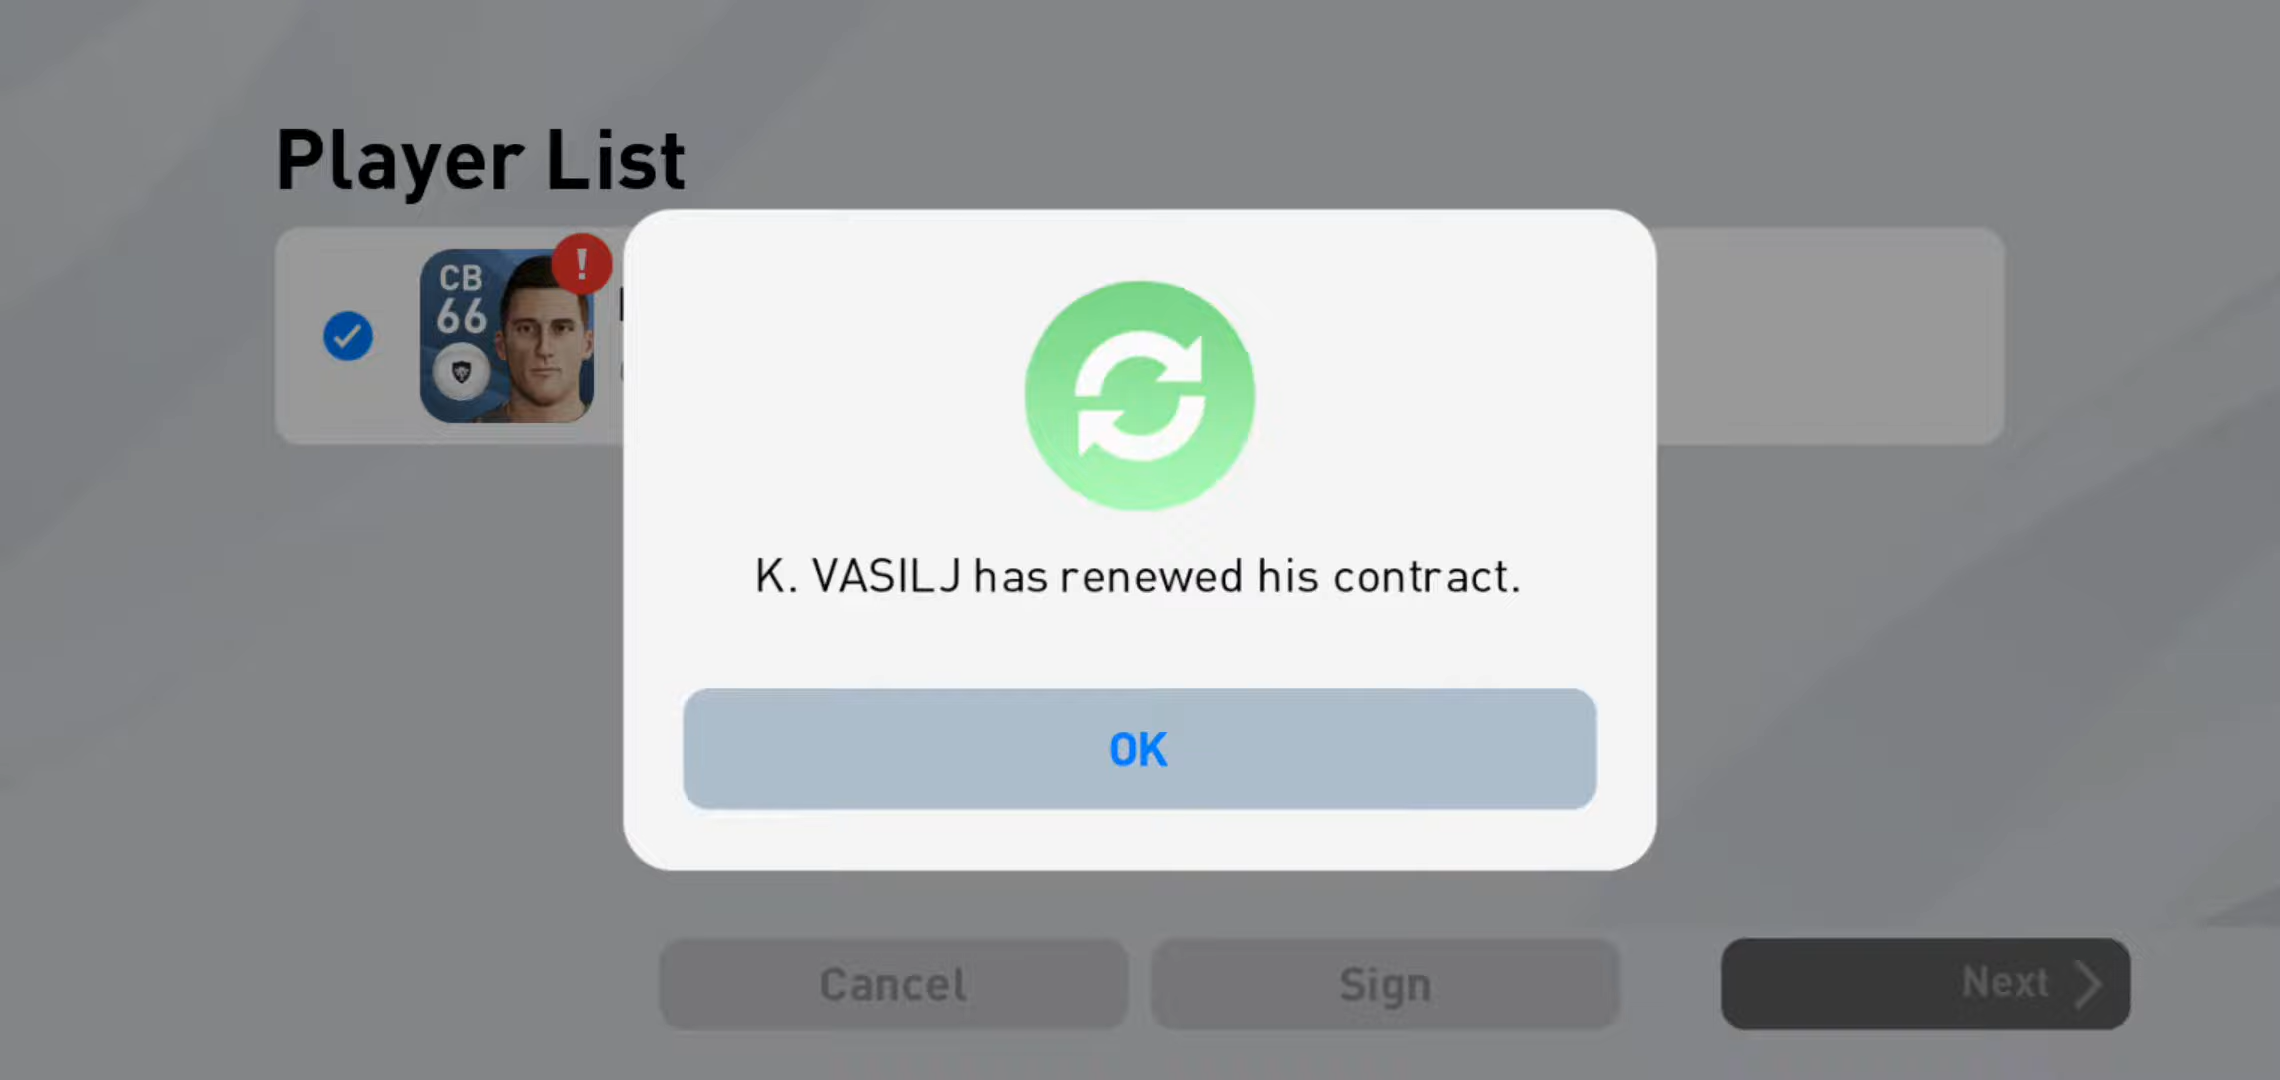 Player List
CB
66
!
K. VASILJ has renewed his contract.
OK
Cancel
Sign
Next